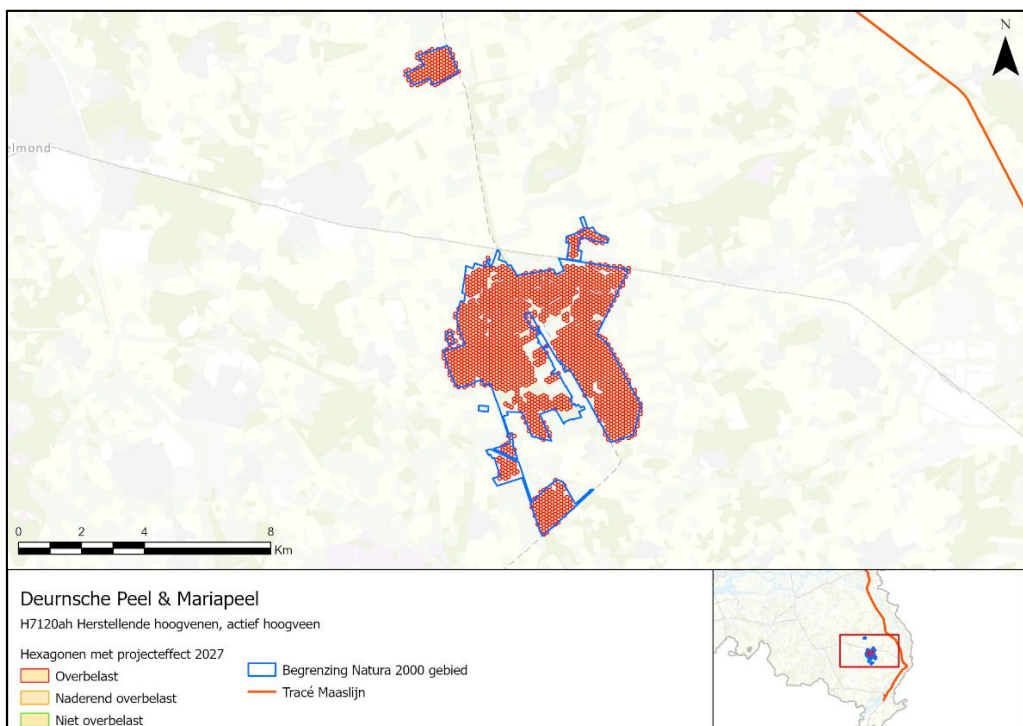 N
elmond
0 2 4 8
Km
Deurnsche Peel & Mariapeel
H7120ah Herstellende hoogvenen, actief hoogveen
Hexagonen met projecteffect 2027
Overbelast
Naderend overbelast
Niet overbelast
Begrenzing Natura 2000 gebied
Tracé Maaslijn